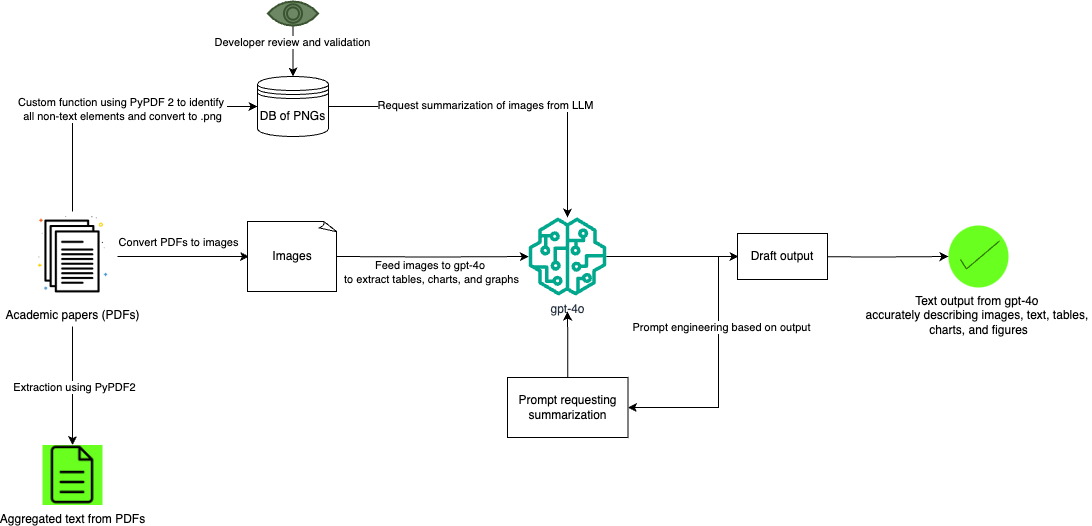 Developer review and validation
Custom function using PyPDF 2 to identify
all non-text elements and convert to .png
DB of PNGs
Request summarization of images from LLM
Convert PDFs to images
Images
Feed images to gpt-4o
to extract tables, charts, and graphs
gpt-4o
Draft output
Academic papers (PDFs)
Text output from gpt-4o
accurately describing images, text, tables,
charts, and figures
Prompt engineering based on output
Extraction using PyPDF2
Prompt requesting
summarization
Aggregated text from PDFs